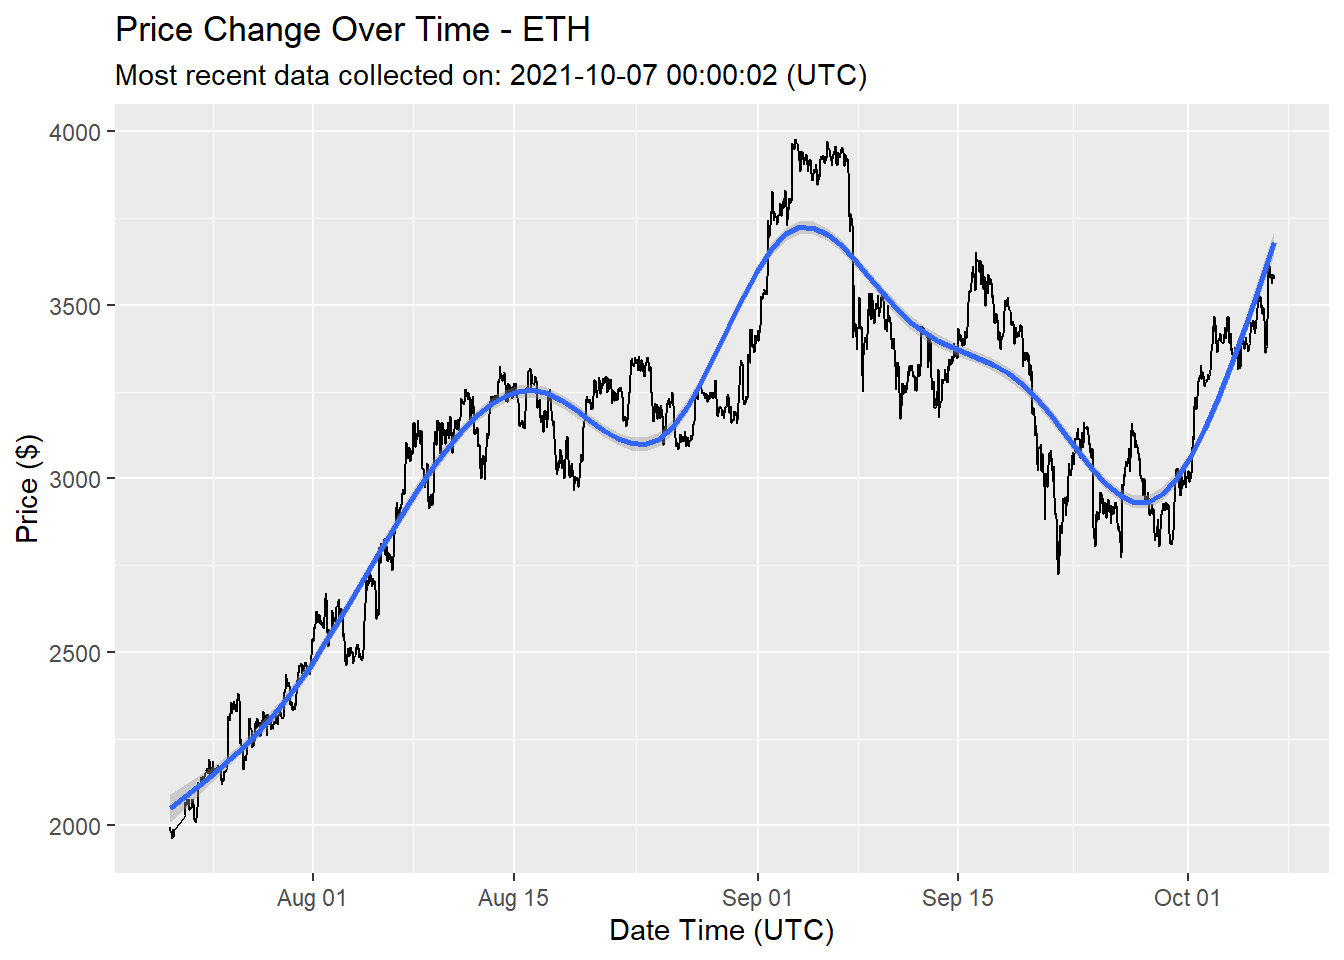 Price Change Over Time - ETH
Most recent data collected on: 2021-10-07 00:00:02 (UTC)
4000
3500
3000
2500
2000
Price ($)
Aug 01
Aug 15
Sep 01
Sep 15
Oct 01
Date Time (UTC)